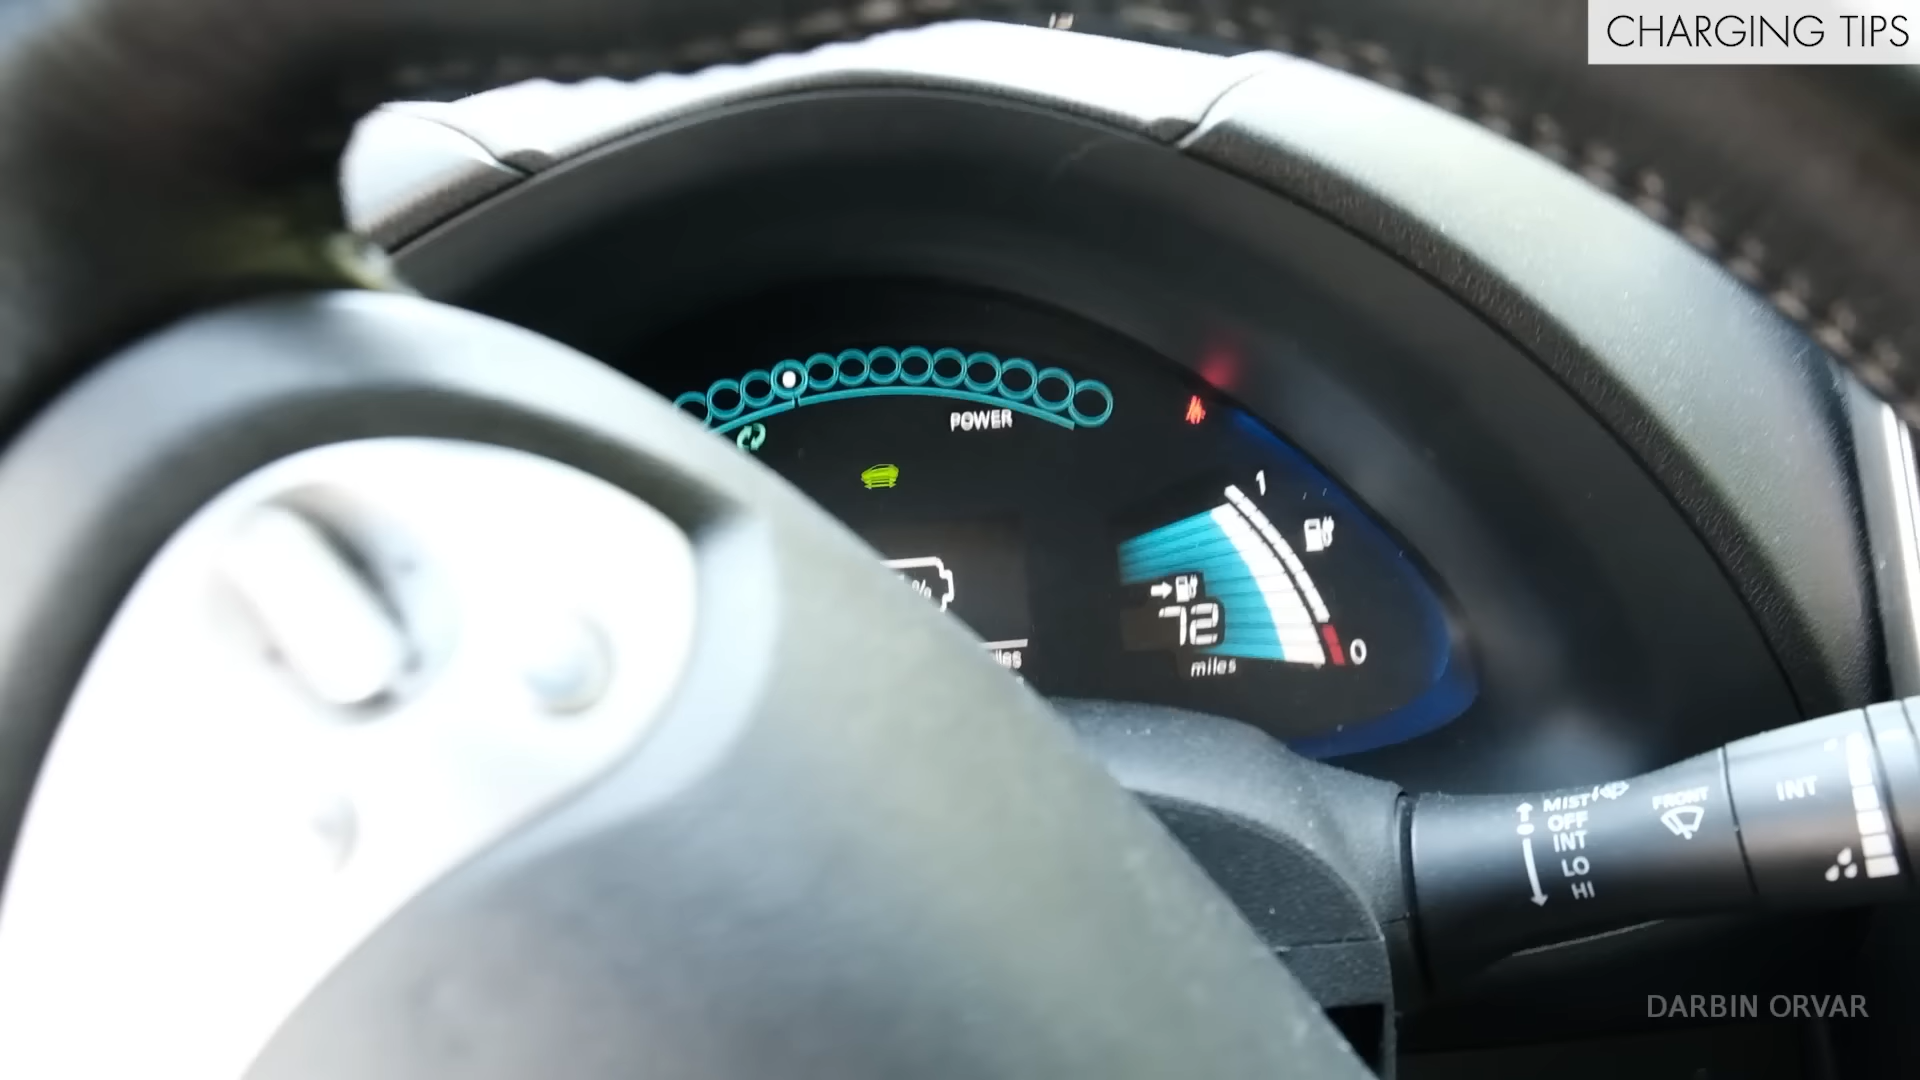 CHARGING TIPS
POWER
1
%
72
0
miles
MIST
OFF
INT
LO
HI
FRONT
INT
DARBIN ORVAR